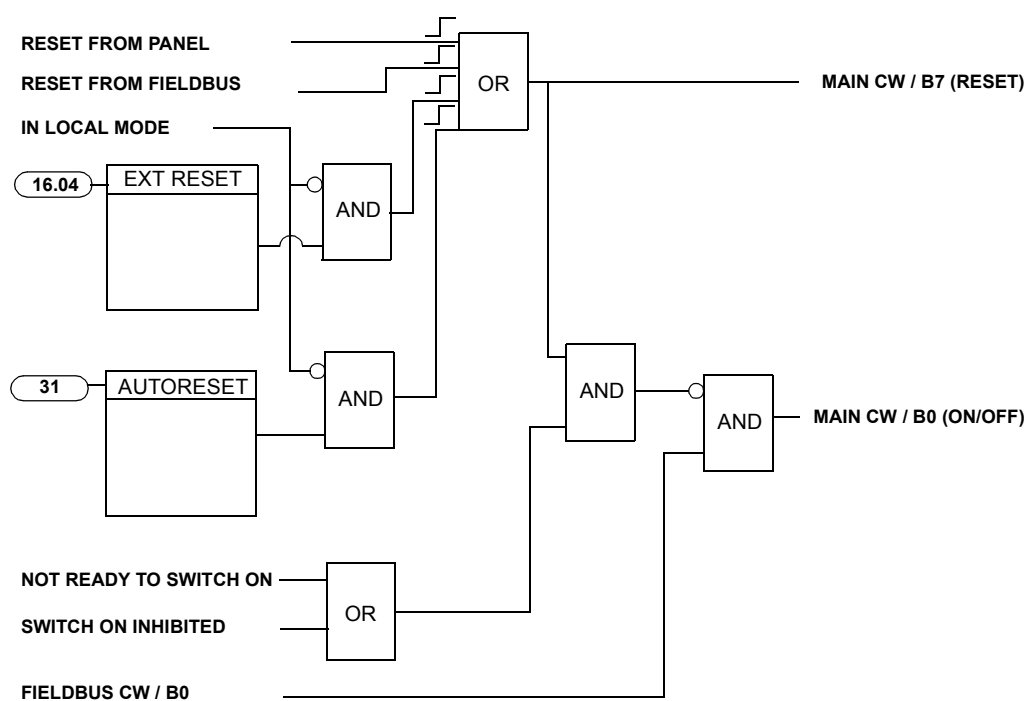 RESET FROM PANEL
RESET FROM FIELDBUS
OR
MAIN CW / B7 (RESET)
IN LOCAL MODE
16.04
EXT RESET
AND
31
AUTORESET
AND
AND
AND
MAIN CW / B0 (ON/OFF)
NOT READY TO SWITCH ON
OR
SWITCH ON INHIBITED
FIELDBUS CW / B0